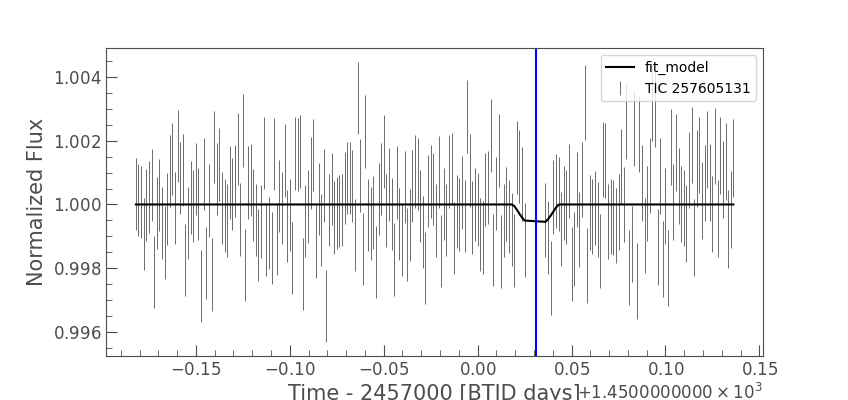 fit_model
TIC 257605131
Normalized Flux
1.004
1.002
1.000
0.998
0.996
−0.15
−0.10
−0.05
0.00
0.05
0.10
0.15
Time - 2457000 [BTJD days]
+1.4500000000 × 10³